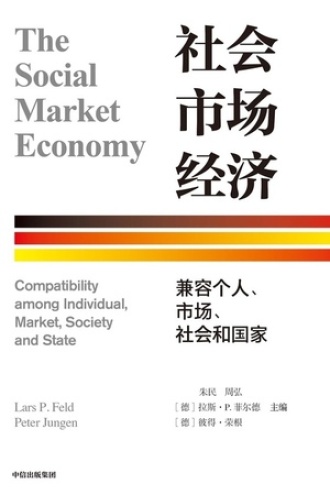 The
Social
Market
Economy
社会
市场
经济
Compatibility
among Individual,
Market, Society
and State
兼容个人、
市场、
社会和国家
Lars P. Feld
Peter Jungen
朱民 周弘
[德] 拉斯·P. 菲尔德 主编
[德] 彼得·荣根
中信出版集团